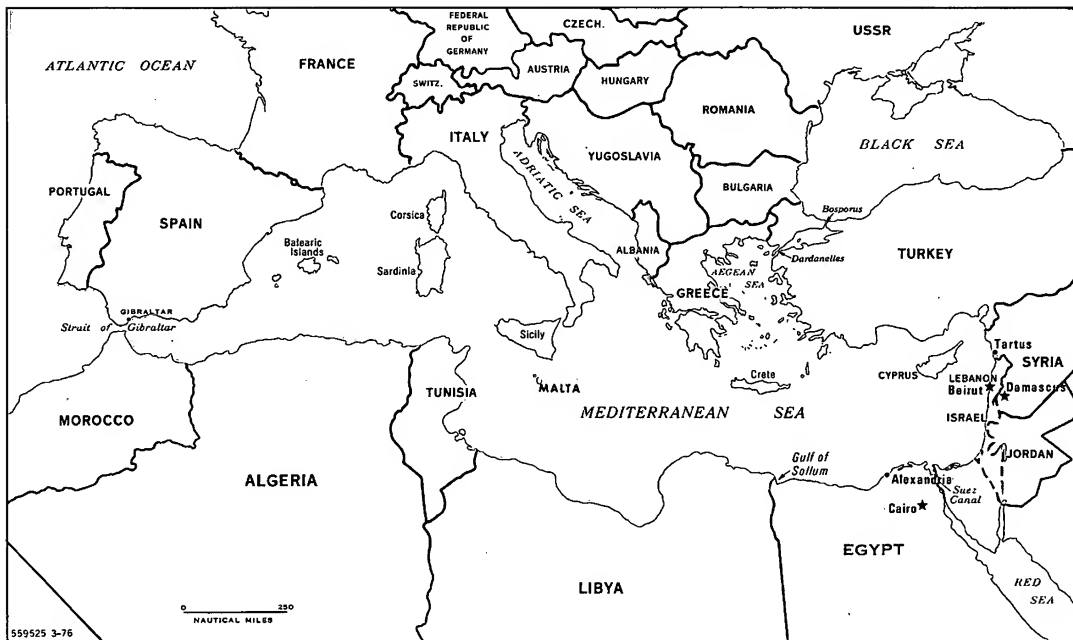 FEDERAL
REPUBLIC
OF
GERMANY
CZECH.
USSR
ATLANTIC OCEAN
FRANCE
SWITZ.
AUSTRIA
HUNGARY
ROMANIA
ITALY
ADRIATIC SEA
YUGOSLAVIA
BLACK SEA
PORTUGAL
SPAIN
Corsica
BULGARIA
Bosporus
Balearic
Islands
Sardinia
ALBANIA
Dardanelles
TURKEY
AEGEAN
SEA
GREECE
GIBRALTAR
Strait of Gibraltar
Sicily
Tartus
SYRIA
TUNISIA
MALTA
Crete
CYPRUS
LEBANON
Beirut
Damascus
MOROCCO
MEDITERRANEAN SEA
ISRAEL
JORDAN
ALGERIA
Gulf of
Sollum
Alexandria
Suez
Canal
Cairo
EGYPT
LIBYA
RED
SEA
0 250
NAUTICAL MILES
559525 3-76